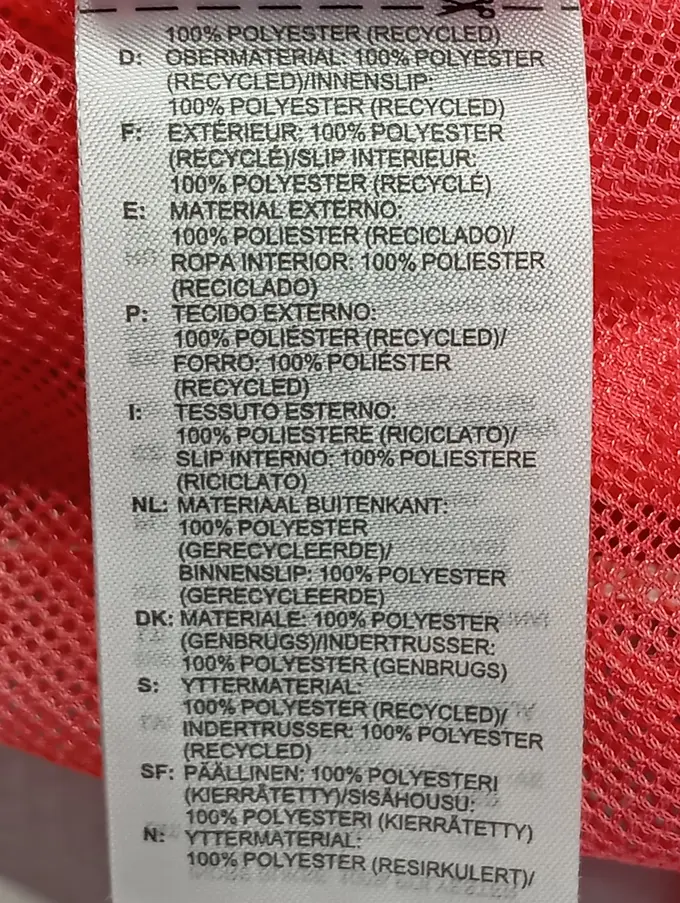 100% POLYESTER (RECYCLED)
D: OBERMATERIAL: 100% POLYESTER
(RECYCLED)/INNENSLIP:
100% POLYESTER (RECYCLED)
F: EXTÉRIEUR: 100% POLYESTER
(RECYCLÉ)/SLIP INTERIEUR:
100% POLYESTER (RECYCLÉ)
E: MATERIAL EXTERNO:
100% POLIESTER (RECICLADO)/
ROPA INTERIOR: 100% POLIESTER
(RECICLADO)
P: TECIDO EXTERNO:
100% POLIÉSTER (RECYCLED)/
FORRO: 100% POLIÉSTER
(RECYCLED)
I: TESSUTO ESTERNO:
100% POLIESTERE (RICICLATO)/
SLIP INTERNO: 100% POLIESTERE
(RICICLATO)
NL: MATERIAAL BUITENKANT:
100% POLYESTER
(GERECYCLEERDE)/
BINNENSLIP: 100% POLYESTER
(GERECYCLEERDE)
DK: MATERIALE: 100% POLYESTER
(GENBRUGS)/INDERTRUSSER:
100% POLYESTER (GENBRUGS)
S: YTTERMATERIAL:
100% POLYESTER (RECYCLED)/
INDERTRUSSER: 100% POLYESTER
(RECYCLED)
SF: PÄÄLLINEN: 100% POLYESTERI
(KIERRÄTETTY)/SISÄHOUSU:
100% POLYESTERI (KIERRÄTETTY)
N: YTTERMATERIAL:
100% POLYESTER (RESIRKULERT)/